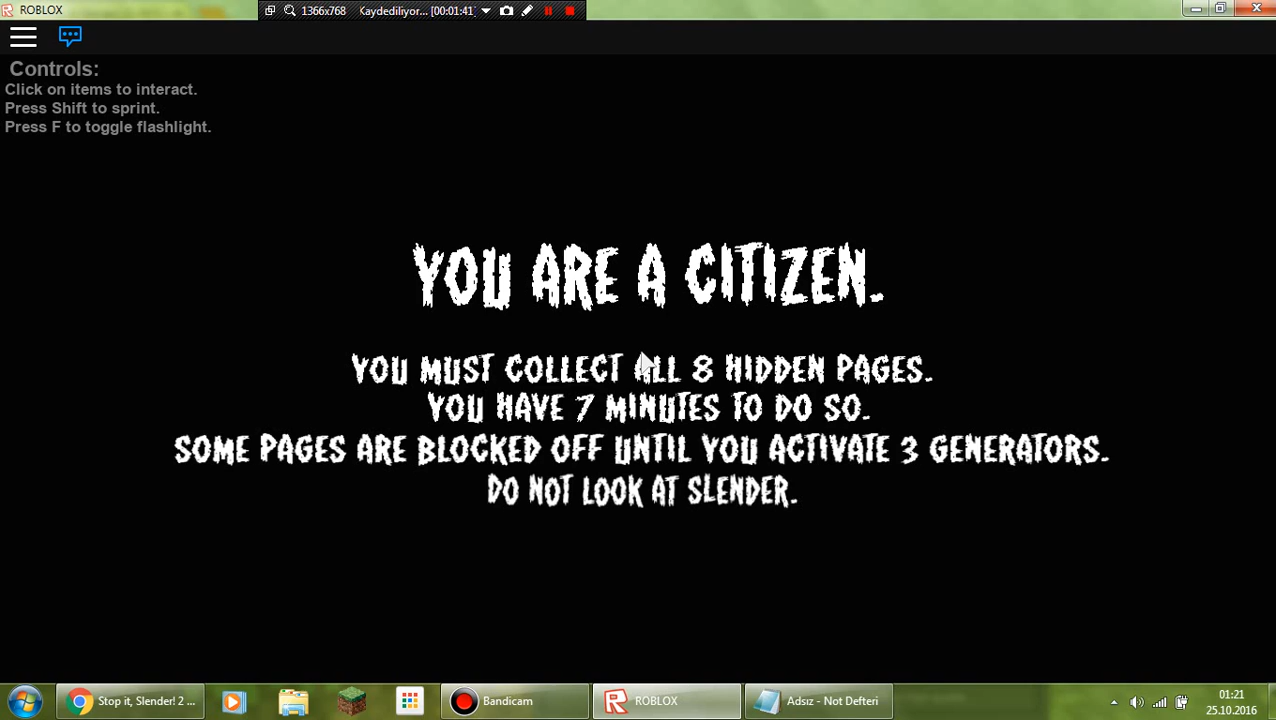 ROBLOX
1366x768 Kaydediliyor... [00:01:41]
Controls:
Click on items to interact.
Press Shift to sprint.
Press F to toggle flashlight.
YOU ARE A CITIZEN.
YOU MUST COLLECT ALL 8 HIDDEN PAGES.
YOU HAVE 7 MINUTES TO DO SO.
SOME PAGES ARE BLOCKED OFF UNTIL YOU ACTIVATE 3 GENERATORS.
DO NOT LOOK AT SLENDER.
Stop it, Slender! 2 ...
Bandicam
ROBLOX
Adsız - Not Defteri
01:21
25.10.2016